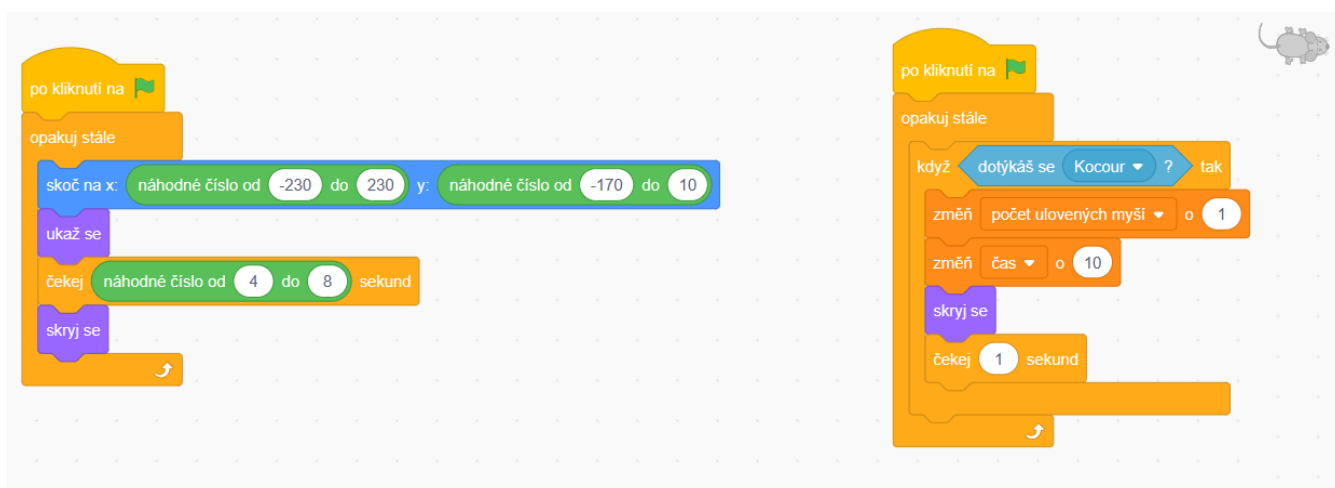 po kliknutí na
opakuj stále
skoč na x: náhodné číslo od -230 do 230 y: náhodné číslo od -170 do 10
ukaž se
čekej náhodné číslo od 4 do 8 sekund
skryj se
po kliknutí na
opakuj stále
když dotýkáš se Kocour ? tak
změň počet ulovených myší o 1
změň čas o 10
skryj se
čekej 1 sekund